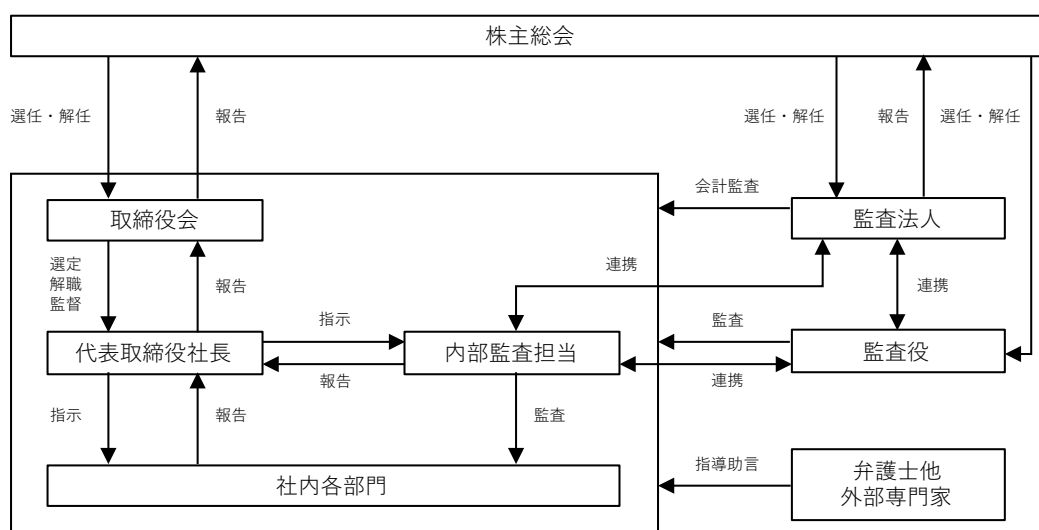 株主総会
選任・解任
報告
選任・解任
報告
選任・解任
会計監査
取締役会
監査法人
選定
解職
監督
報告
連携
連携
指示
監査
代表取締役社長
内部監査担当
監査役
報告
連携
指示
報告
監査
指導助言
社内各部門
弁護士他
外部専門家